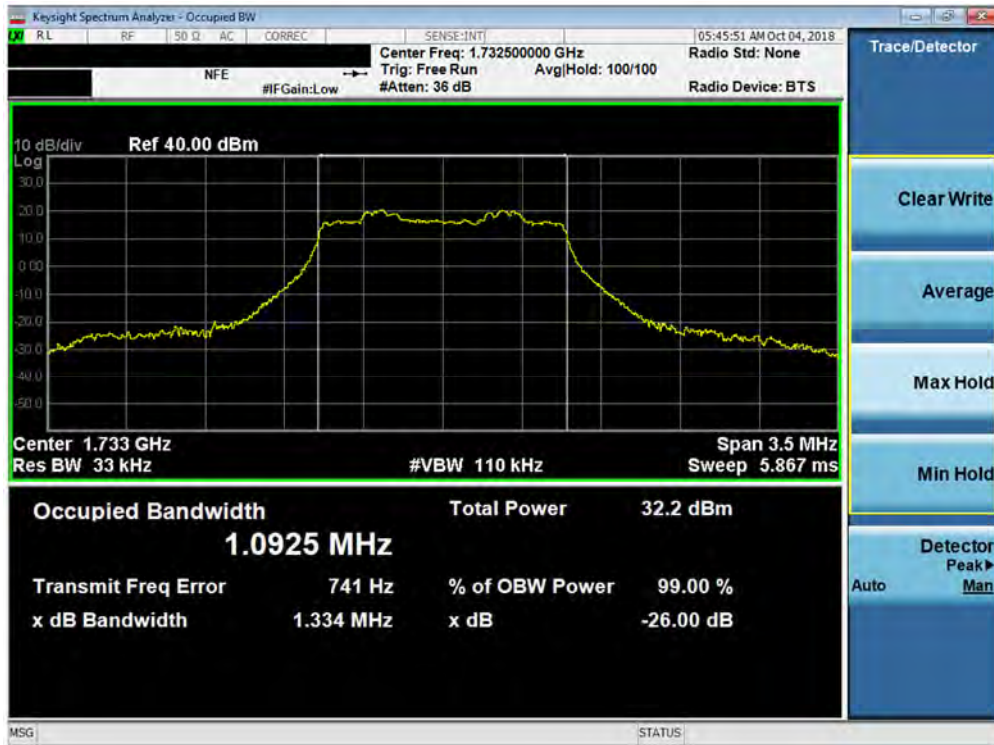 Keysight Spectrum Analyzer - Occupied BW
LXI RL RF 50 Ω AC CORREC SENSE:INT 05:45:51 AM Oct 04, 2018
Center Freq: 1.732500000 GHz Radio Std: None
NFE Trig: Free Run Avg|Hold: 100/100
#IFGain:Low #Atten: 36 dB Radio Device: BTS
Trace/Detector
10 dB/div Ref 40.00 dBm
Log
30.0
20.0
10.0
0.00
-10.0
-20.0
-30.0
-40.0
-50.0
Center 1.733 GHz Span 3.5 MHz
Res BW 33 kHz #VBW 110 kHz Sweep 5.867 ms
Occupied Bandwidth Total Power 32.2 dBm
1.0925 MHz
Transmit Freq Error 741 Hz % of OBW Power 99.00 %
x dB Bandwidth 1.334 MHz x dB -26.00 dB
Clear Write
Average
Max Hold
Min Hold
Detector
Peak▶
Auto Man
MSG STATUS